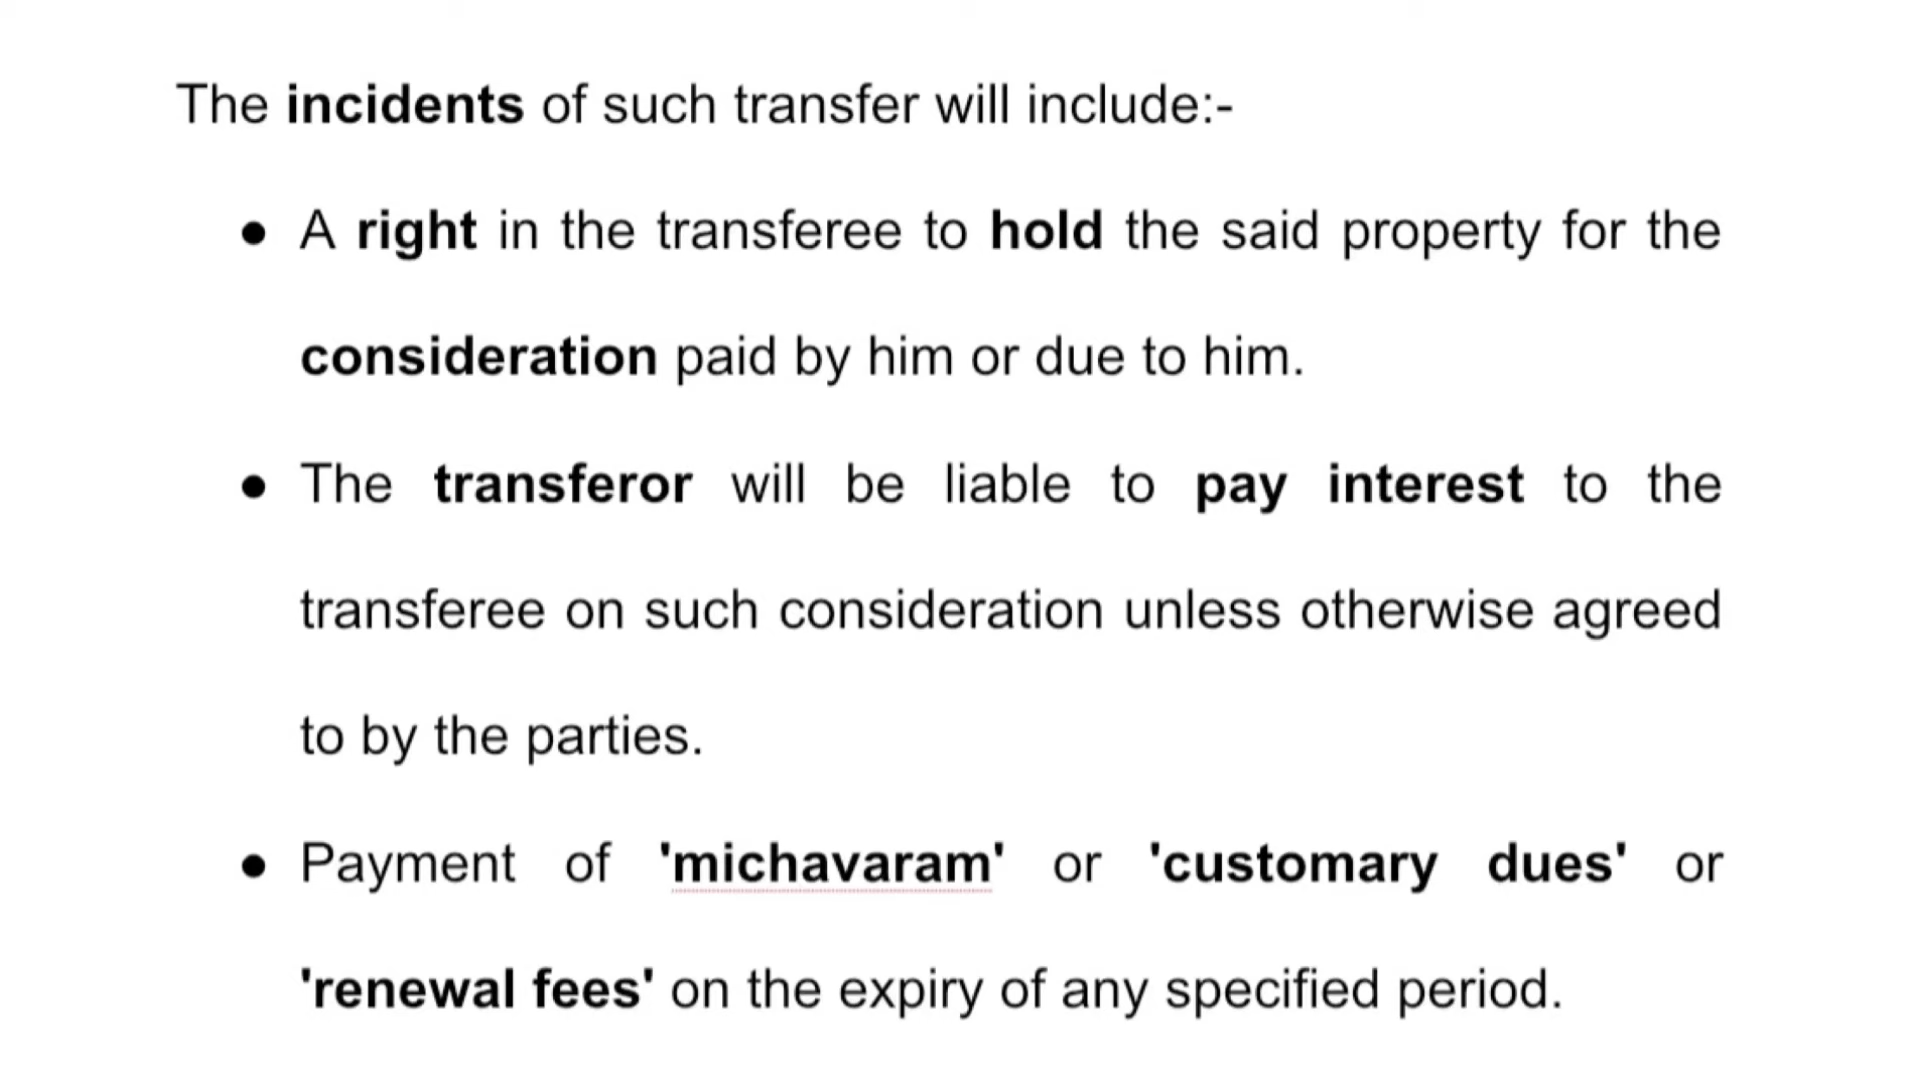 The incidents of such transfer will include:-
● A right in the transferee to hold the said property for the
consideration paid by him or due to him.
● The transferor will be liable to pay interest to the
transferee on such consideration unless otherwise agreed
to by the parties.
● Payment of 'michavaram' or 'customary dues' or
'renewal fees' on the expiry of any specified period.